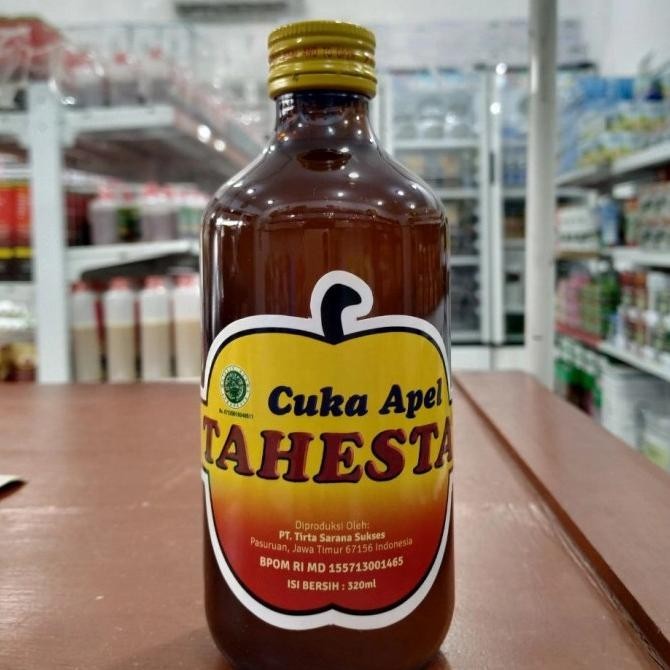 Cuka Apel
TAHESTA
Diproduksi Oleh:
PT. Tirta Sarana Sukses
Pasuruan, Jawa Timur 67156 Indonesia
BPOM RI MD 155713001465
ISI BERSIH : 320ml